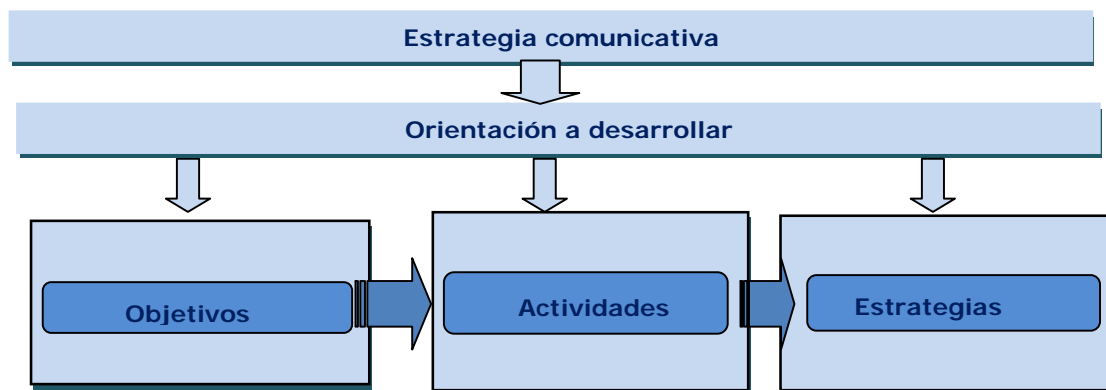 Estrategia comunicativa
Orientación a desarrollar
Objetivos
Actividades
Estrategias